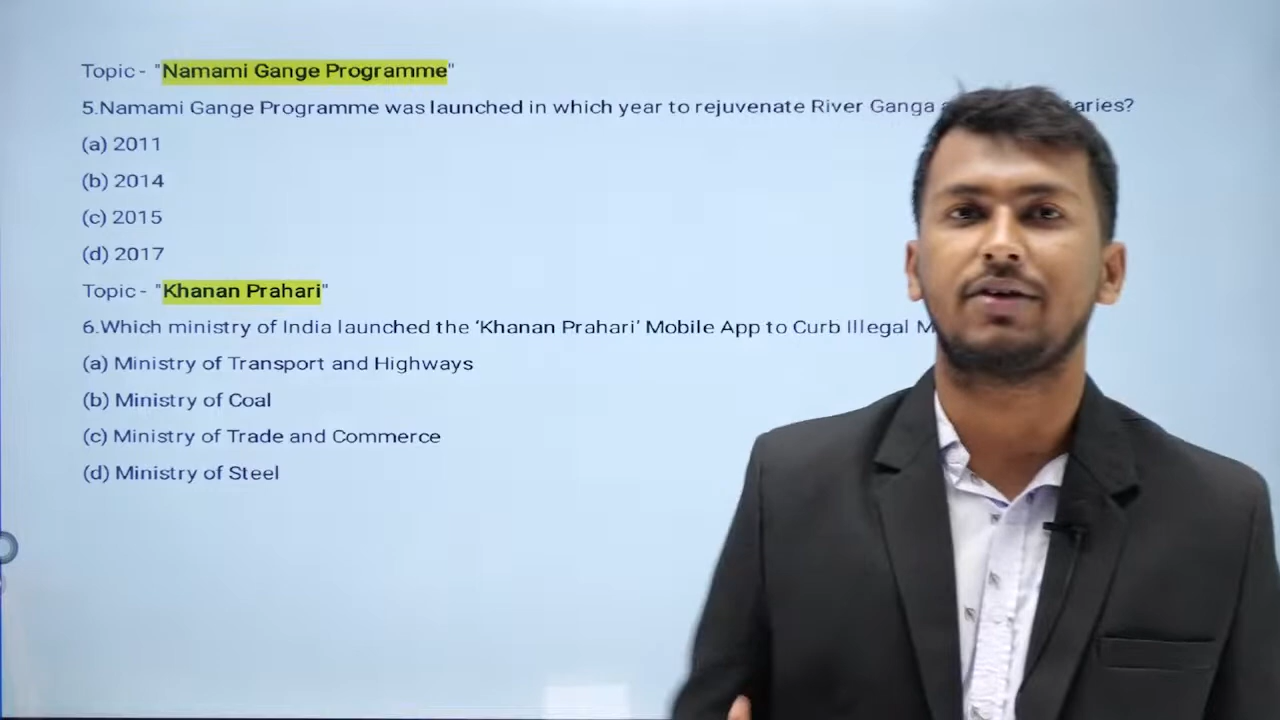 Topic - "Namami Gange Programme"
5.Namami Gange Programme was launched in which year to rejuvenate River Ganga
(a) 2011
(b) 2014
(c) 2015
(d) 2017
Topic - "Khanan Prahari"
6.Which ministry of India launched the ‘Khanan Prahari’ Mobile App to Curb Illegal
(a) Ministry of Transport and Highways
(b) Ministry of Coal
(c) Ministry of Trade and Commerce
(d) Ministry of Steel